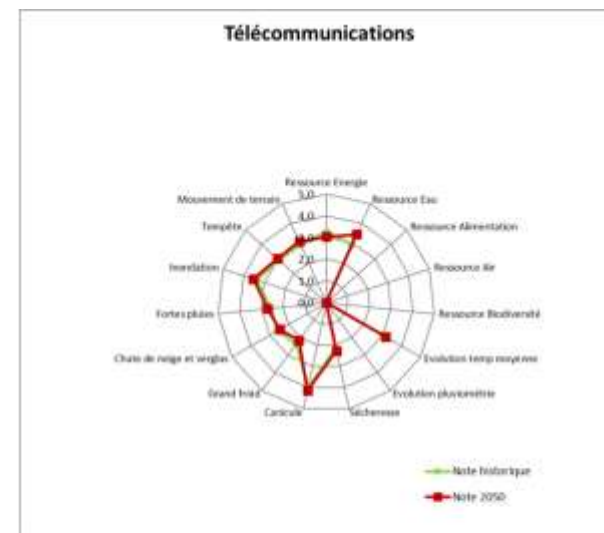 Télécommunications
Ressource Energie
Mouvement de terrain
Ressource Eau
Tempête
Ressource Alimentation
Inondation
Ressource Air
Fortes pluies
Ressource Biodiversité
Chute de neige et verglas
Evolution temp moyenne
Grand froid
Evolution pluviométrie
Canicule
Sécheresse
5,0
4,0
3,0
2,0
1,0
0,0
Note historique
Note 2050